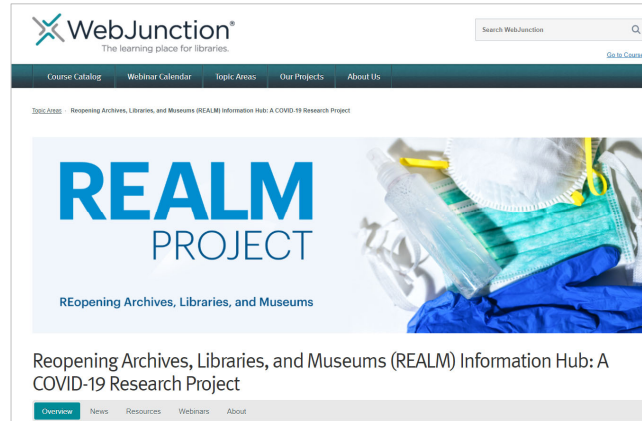 WebJunction®
The learning place for libraries.
Search WebJunction
Go to Course
Course Catalog Webinar Calendar Topic Areas Our Projects About Us
Topic Areas › Reopening Archives, Libraries, and Museums (REALM) Information Hub: A COVID-19 Research Project
REALM
PROJECT
REopening Archives, Libraries, and Museums
Reopening Archives, Libraries, and Museums (REALM) Information Hub: A
COVID-19 Research Project
Overview News Resources Webinars About